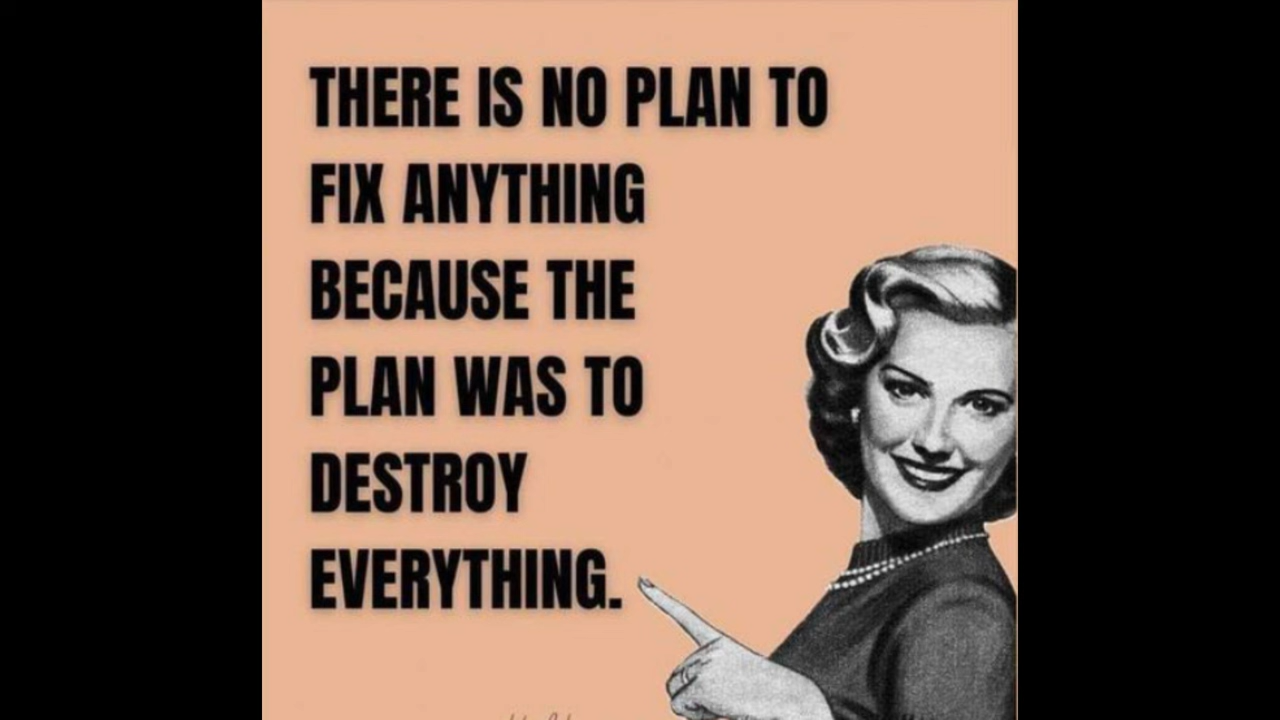 THERE IS NO PLAN TO
FIX ANYTHING
BECAUSE THE
PLAN WAS TO
DESTROY
EVERYTHING.